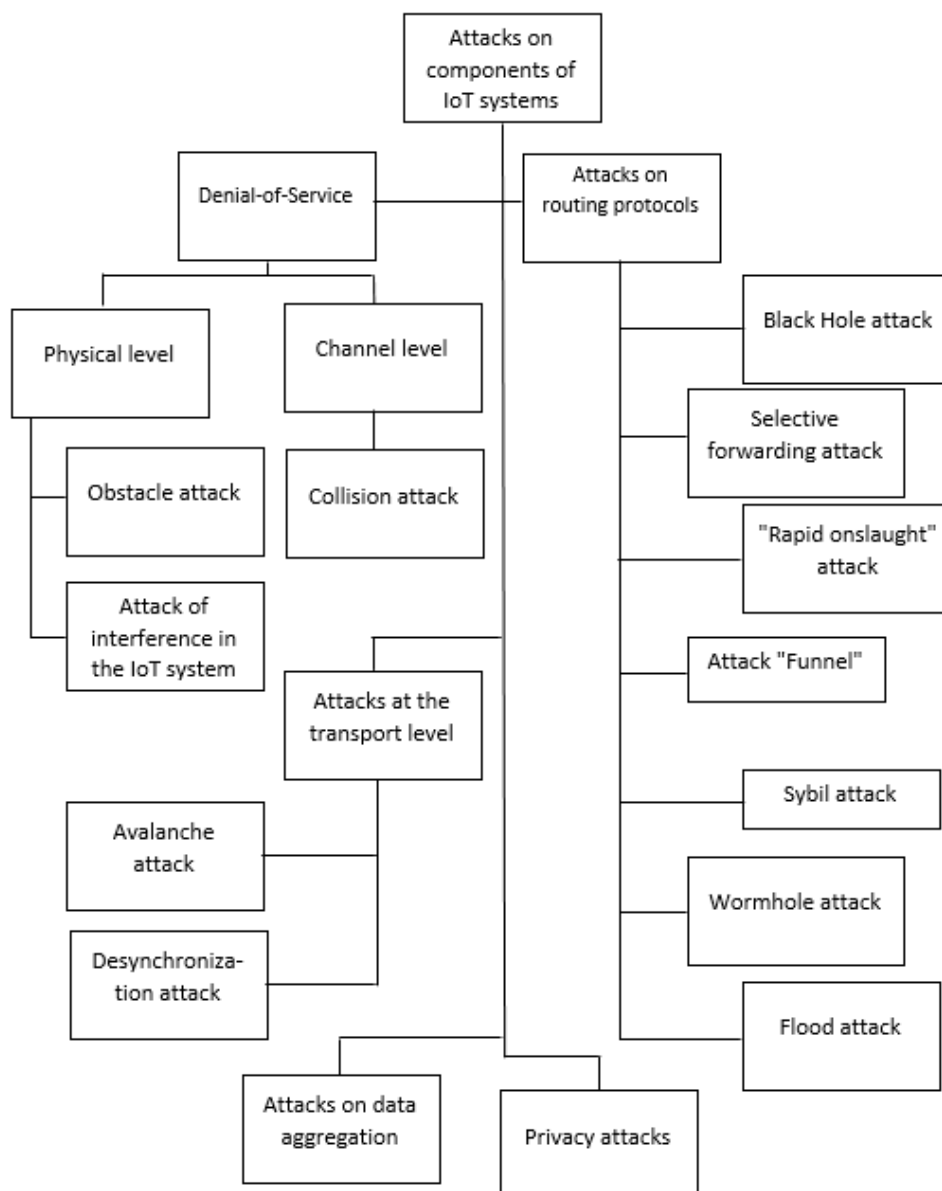 Attacks on
components of
IoT systems
Denial-of-Service
Attacks on
routing protocols
Physical level
Channel level
Black Hole attack
Selective
forwarding attack
Obstacle attack
Collision attack
"Rapid onslaught"
attack
Attack of
interference in
the IoT system
Attack "Funnel"
Attacks at the
transport level
Sybil attack
Avalanche
attack
Wormhole attack
Desynchroniza-
tion attack
Flood attack
Attacks on data
aggregation
Privacy attacks